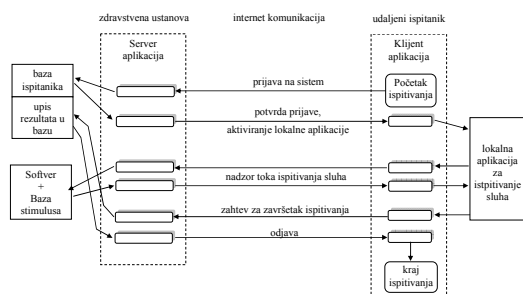 zdravstvena ustanova
internet komunikacija
udaljeni ispitanik
Server
aplikacija
Klijent
aplikacija
baza
ispitanika
upis
rezultata u
bazu
Softver
+
Baza
stimulusa
prijava na sistem
potvrda prijave,
aktiviranje lokalne aplikacije
nadzor toka ispitivanja sluha
zahtev za završetak ispitivanja
odjava
Početak
ispitivanja
lokalna
aplikacija
za
istpitivanje
sluha
kraj
ispitivanja